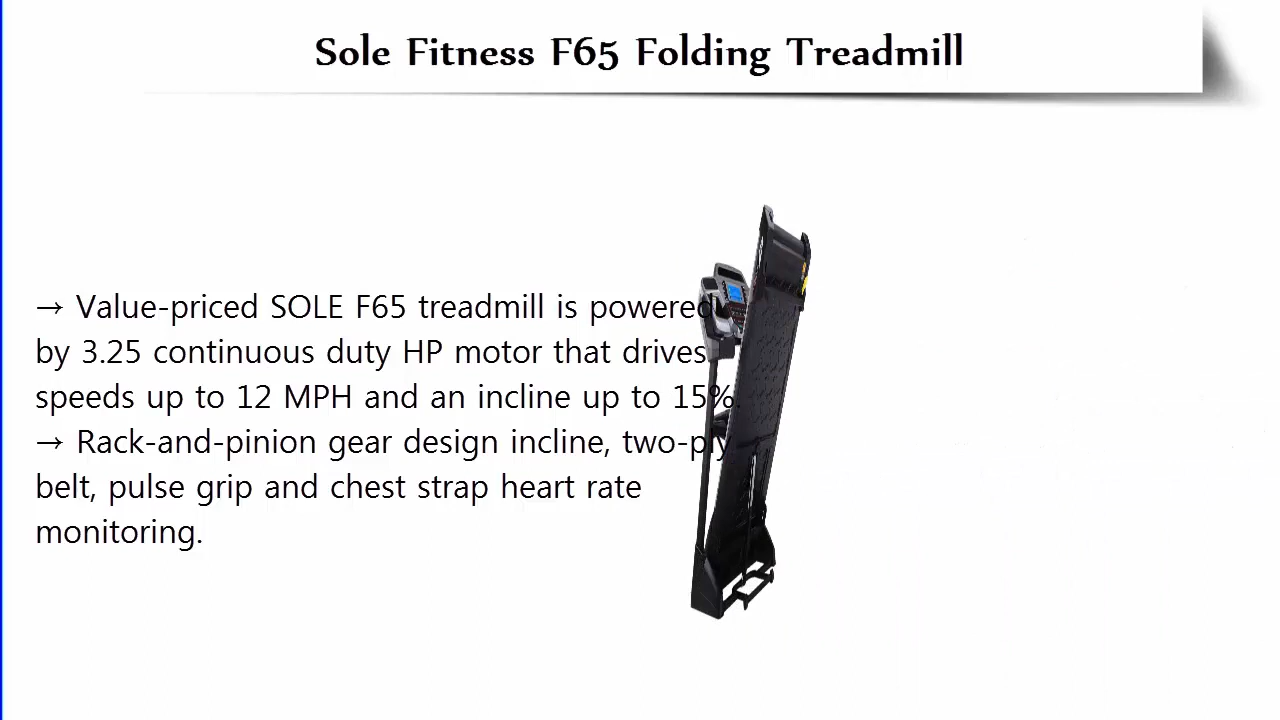 Sole Fitness F65 Folding Treadmill
→ Value-priced SOLE F65 treadmill is powered
by 3.25 continuous duty HP motor that drives
speeds up to 12 MPH and an incline up to 15%.
→ Rack-and-pinion gear design incline, two-ply
belt, pulse grip and chest strap heart rate
monitoring.